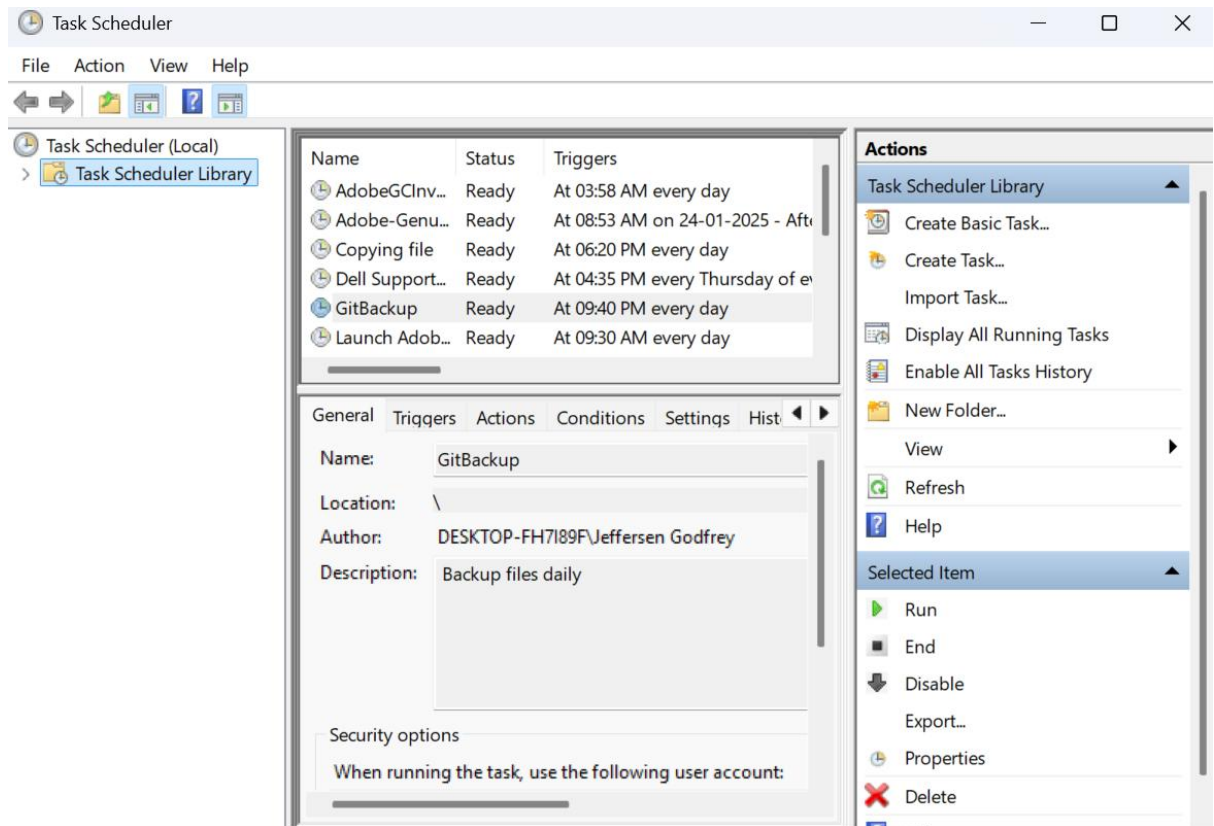 Task Scheduler
File Action View Help
Task Scheduler (Local)
Task Scheduler Library
Name Status Triggers
AdobeGCInv... Ready At 03:58 AM every day
Adobe-Genu... Ready At 08:53 AM on 24-01-2025 - Afte
Copying file Ready At 06:20 PM every day
Dell Support... Ready At 04:35 PM every Thursday of ev
GitBackup Ready At 09:40 PM every day
Launch Adob... Ready At 09:30 AM every day
General Triggers Actions Conditions Settings Hist
Name: GitBackup
Location: \
Author: DESKTOP-FH7I89F\Jeffersen Godfrey
Description: Backup files daily
Security options
When running the task, use the following user account:
Actions
Task Scheduler Library
Create Basic Task...
Create Task...
Import Task...
Display All Running Tasks
Enable All Tasks History
New Folder...
View
Refresh
Help
Selected Item
Run
End
Disable
Export...
Properties
Delete